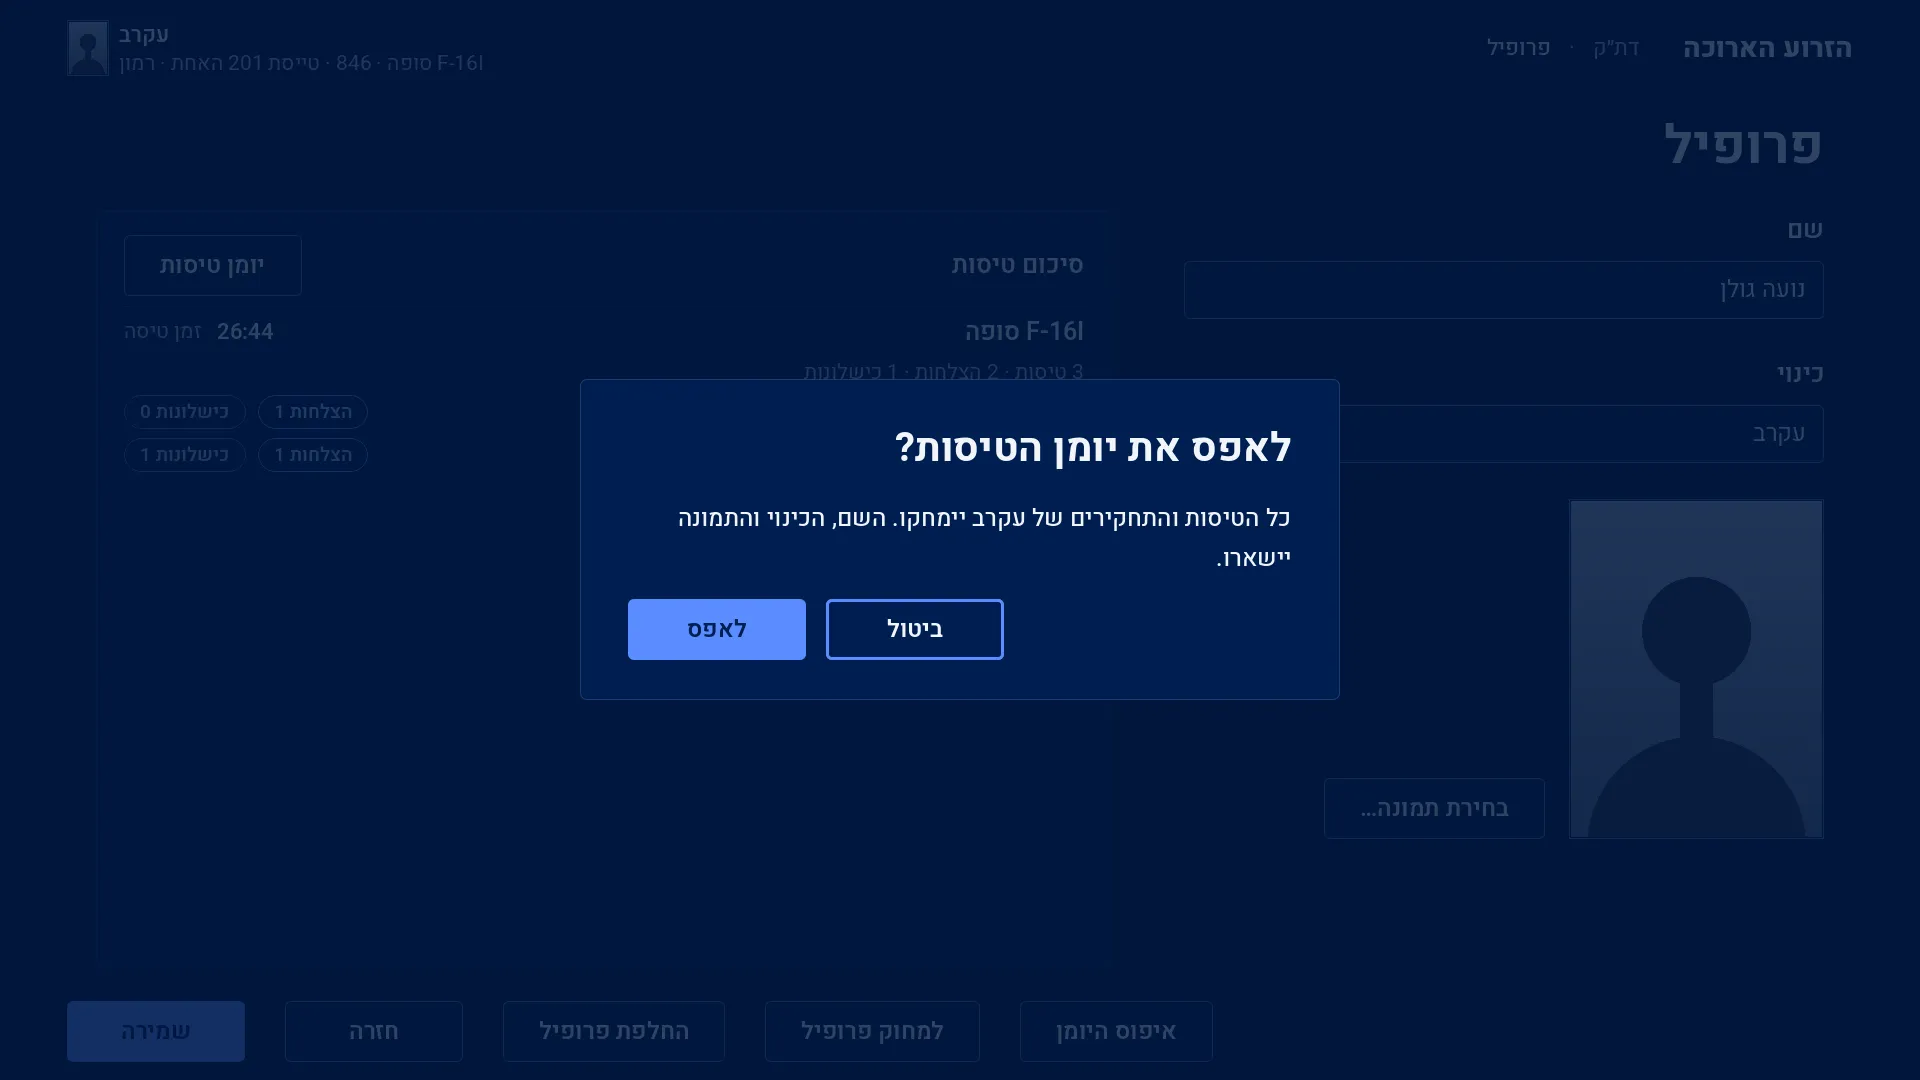 הזרוע הארוכה
דת"ק · פרופיל
עקרב
F-16I סופה · 846 · טייסת 201 האחת · רמון
פרופיל
שם
נועה גולן
כינוי
עקרב
בחירת תמונה...
סיכום טיסות
יומן טיסות
F-16I סופה
26:44 זמן טיסה
3 טיסות · 2 הצלחות · 1 כישלונות
הצלחות 1 כישלונות 0
הצלחות 1 כישלונות 1
לאפס את יומן הטיסות?
כל הטיסות והתחקירים של עקרב יימחקו. השם, הכינוי והתמונה
יישארו.
ביטול
לאפס
איפוס היומן
למחוק פרופיל
החלפת פרופיל
חזרה
שמירה